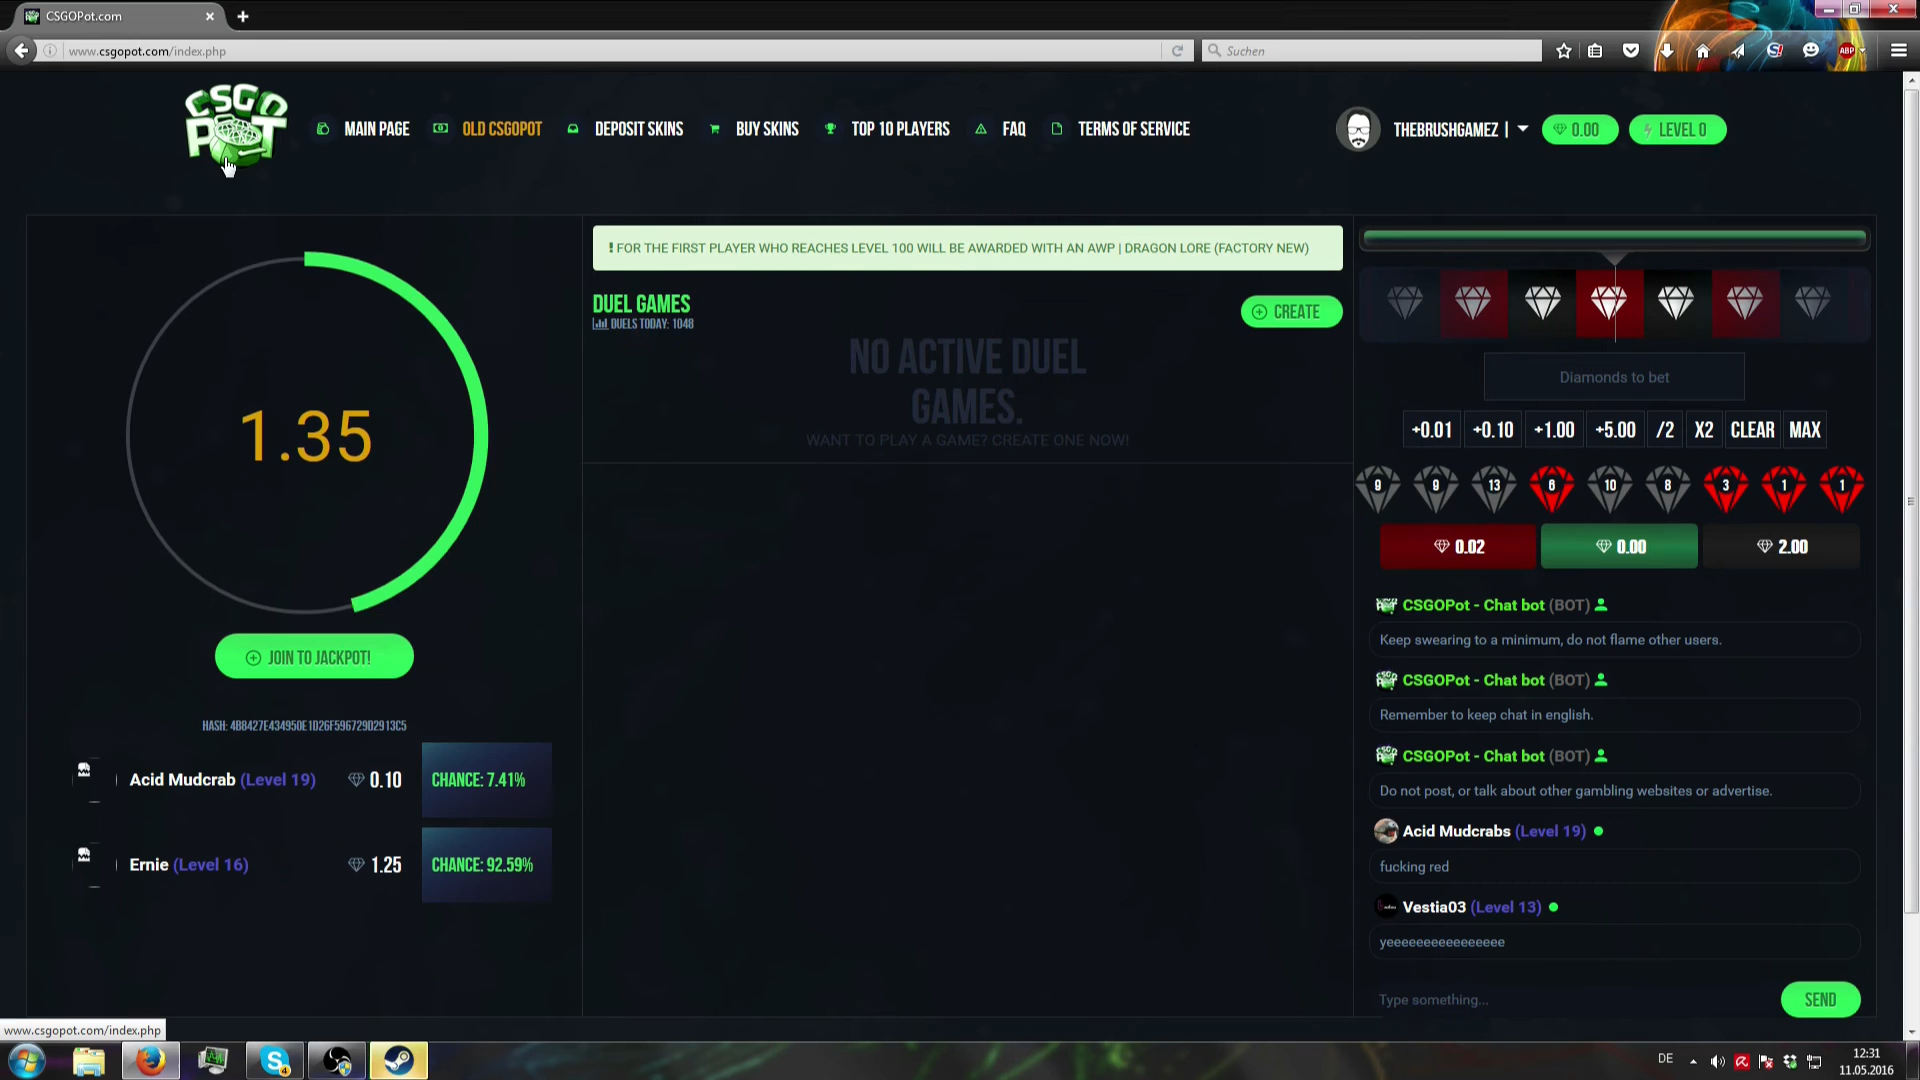 CSGOPot.com
www.csgopot.com/index.php
Suchen
ABP
CSGO
POT
MAIN PAGE
OLD CSGOPOT
DEPOSIT SKINS
BUY SKINS
TOP 10 PLAYERS
FAQ
TERMS OF SERVICE
THEBRUSHGAMEZ |
0.00
LEVEL 0
1.35
JOIN TO JACKPOT!
HASH: 4B8427E434950E1D26F596729D2913C5
Acid Mudcrab (Level 19)
0.10
CHANCE: 7.41%
Ernie (Level 16)
1.25
CHANCE: 92.59%
! FOR THE FIRST PLAYER WHO REACHES LEVEL 100 WILL BE AWARDED WITH AN AWP | DRAGON LORE (FACTORY NEW)
DUEL GAMES
DUELS TODAY: 1048
CREATE
NO ACTIVE DUEL
GAMES.
WANT TO PLAY A GAME? CREATE ONE NOW!
Diamonds to bet
+0.01 +0.10 +1.00 +5.00 /2 X2 CLEAR MAX
9 9 13 6 10 8 3 1 1
0.02 0.00 2.00
CSGOPot - Chat bot (BOT)
Keep swearing to a minimum, do not flame other users.
CSGOPot - Chat bot (BOT)
Remember to keep chat in english.
CSGOPot - Chat bot (BOT)
Do not post, or talk about other gambling websites or advertise.
Acid Mudcrabs (Level 19)
fucking red
Vestia03 (Level 13)
yeeeeeeeeeeeeeeee
Type something...
SEND
www.csgopot.com/index.php
4
DE
12:31
11.05.2016